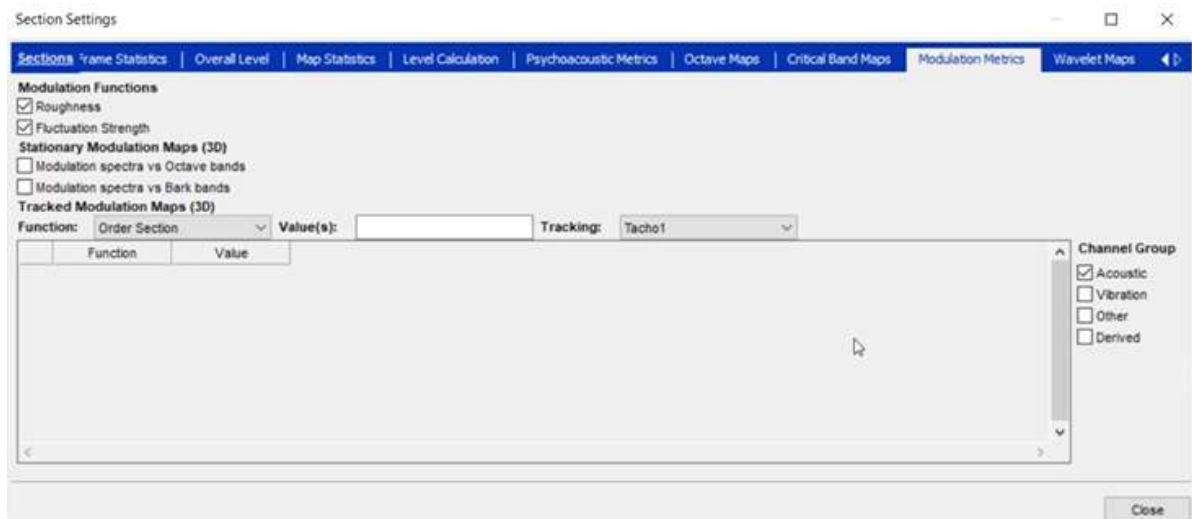 Section Settings
Sections Frame Statistics Overall Level Map Statistics Level Calculation Psychoacoustic Metrics Octave Maps Critical Band Maps Modulation Metrics Wavelet Maps
Modulation Functions
Roughness
Fluctuation Strength
Stationary Modulation Maps (3D)
Modulation spectra vs Octave bands
Modulation spectra vs Bark bands
Tracked Modulation Maps (3D)
Function: Order Section Value(s): Tracking: Tacho1
Function Value
Channel Group
Acoustic
Vibration
Other
Derived
Close